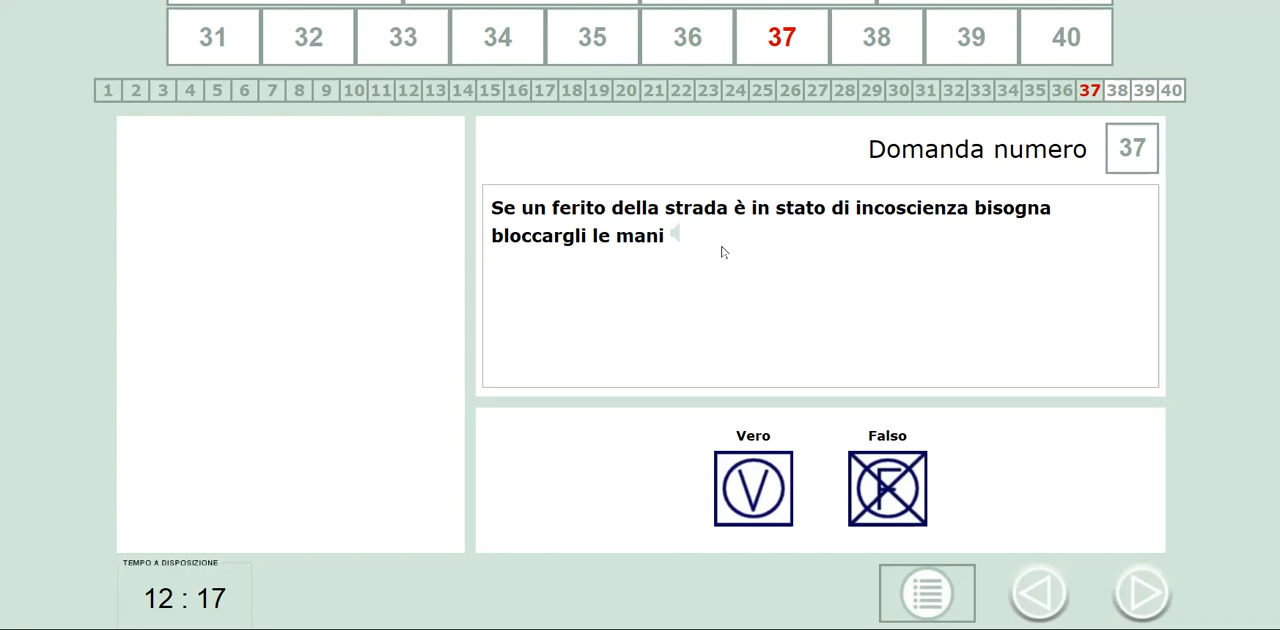 31 32 33 34 35 36 37 38 39 40
1 2 3 4 5 6 7 8 9 10 11 12 13 14 15 16 17 18 19 20 21 22 23 24 25 26 27 28 29 30 31 32 33 34 35 36 37 38 39 40
Domanda numero 37
Se un ferito della strada è in stato di incoscienza bisogna
bloccargli le mani
Vero Falso
V F
TEMPO A DISPOSIZIONE
12 : 17